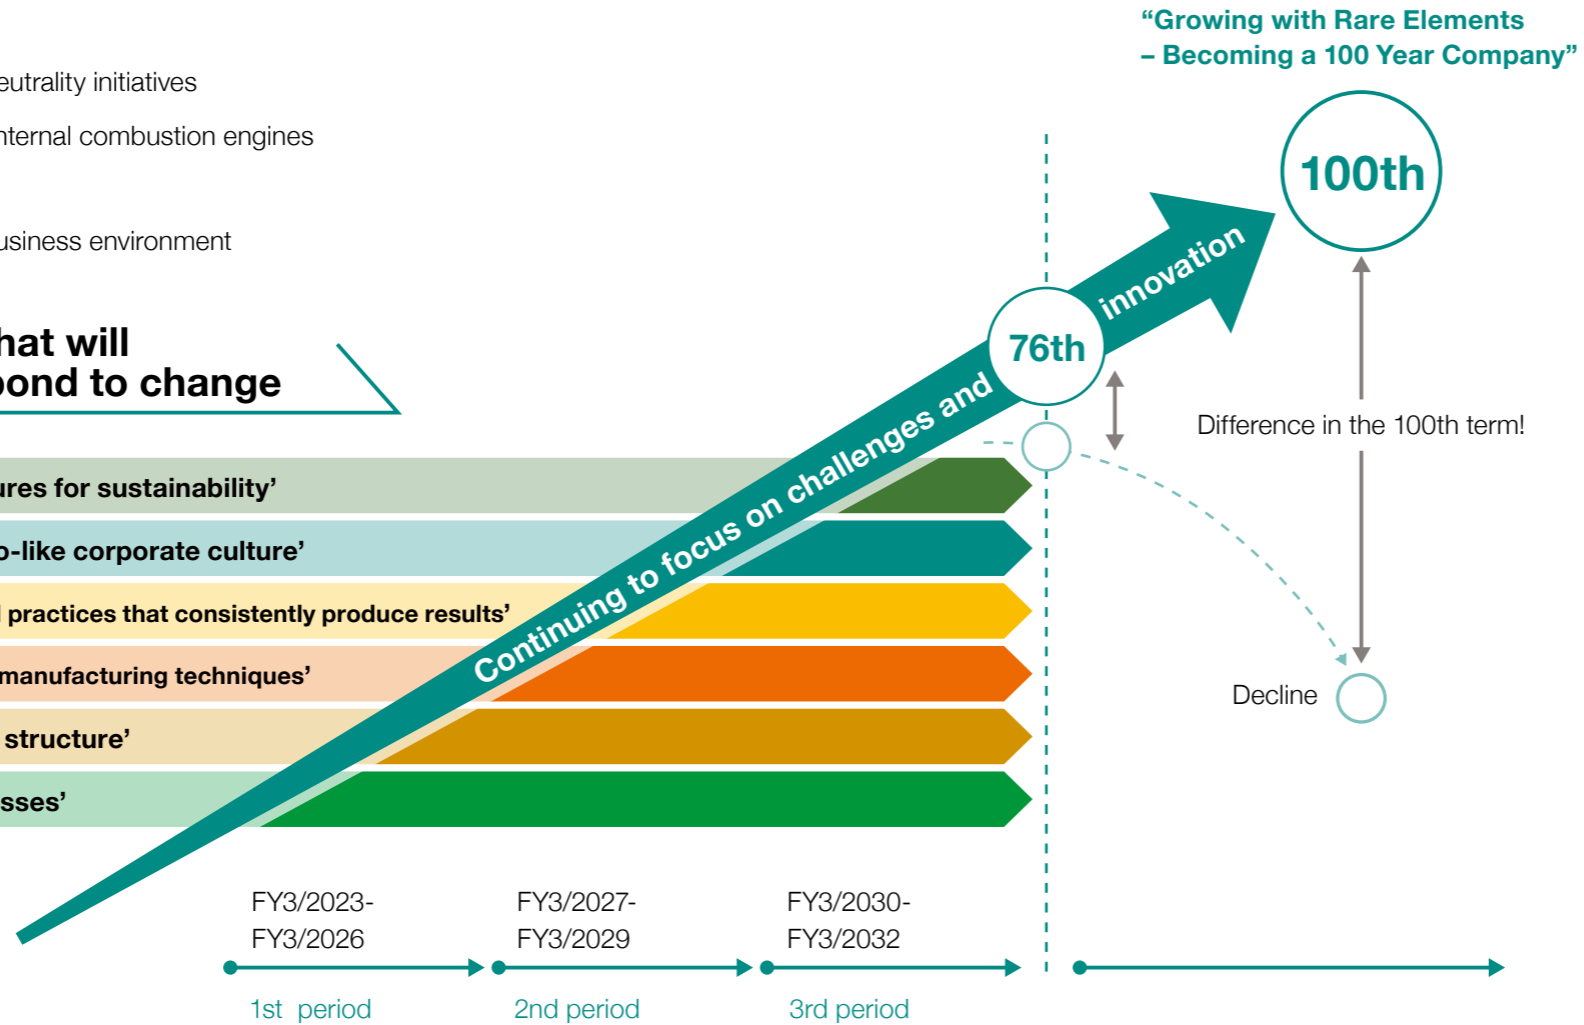 “Growing with Rare Elements
– Becoming a 100 Year Company”
eutrality initiatives
nternal combustion engines
100th
usiness environment
innovation
hat will
pond to change
76th
Continuing to focus on challenges and
Difference in the 100th term!
ures for sustainability’
o-like corporate culture’
practices that consistently produce results’
manufacturing techniques’
Decline
structure’
sses’
FY3/2023-
FY3/2026
FY3/2027-
FY3/2029
FY3/2030-
FY3/2032
1st period
2nd period
3rd period